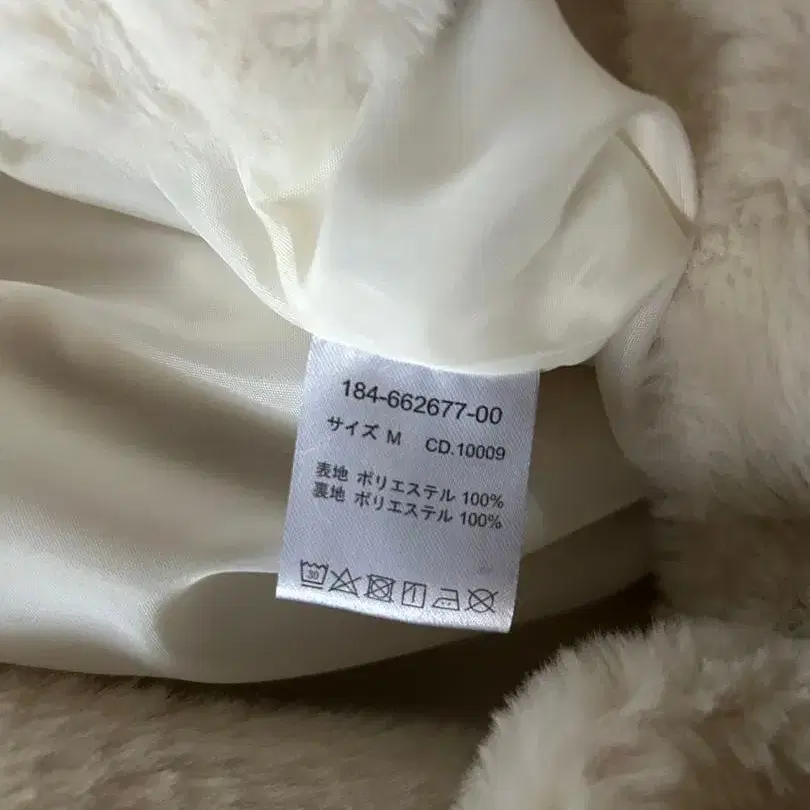 184-662677-00
サイズ M CD.10009
表地 ポリエステル 100%
裏地 ポリエステル 100%
30